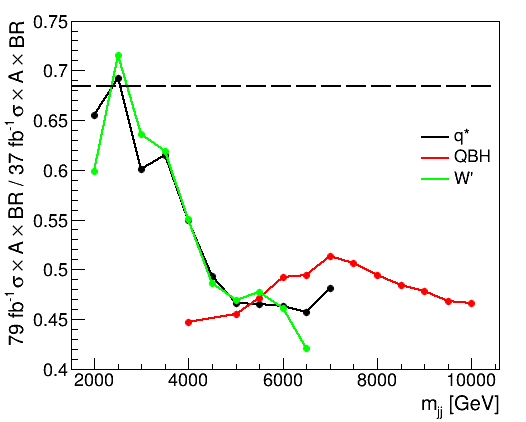 79 fb⁻¹ σ × A × BR / 37 fb⁻¹ σ × A × BR
0.75
0.7
0.65
0.6
0.55
0.5
0.45
0.4
q*
QBH
W'
2000 4000 6000 8000 10000
m_jj [GeV]